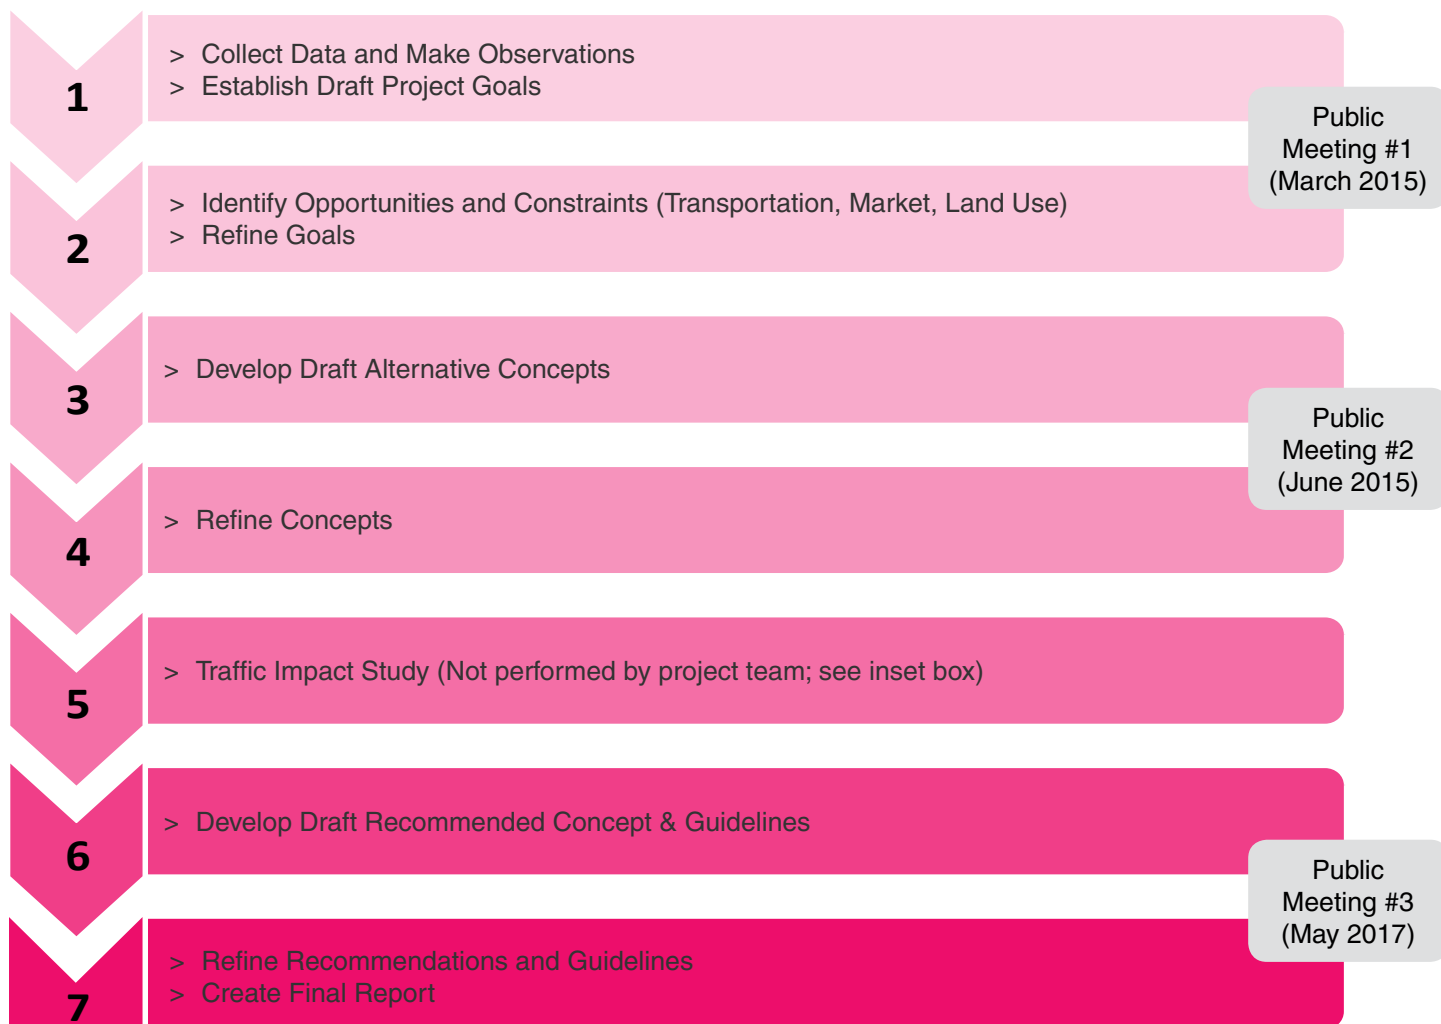 1
> Collect Data and Make Observations
> Establish Draft Project Goals
Public
Meeting #1
(March 2015)
2
> Identify Opportunities and Constraints (Transportation, Market, Land Use)
> Refine Goals
3
> Develop Draft Alternative Concepts
Public
Meeting #2
(June 2015)
4
> Refine Concepts
5
> Traffic Impact Study (Not performed by project team; see inset box)
6
> Develop Draft Recommended Concept & Guidelines
Public
Meeting #3
(May 2017)
7
> Refine Recommendations and Guidelines
> Create Final Report